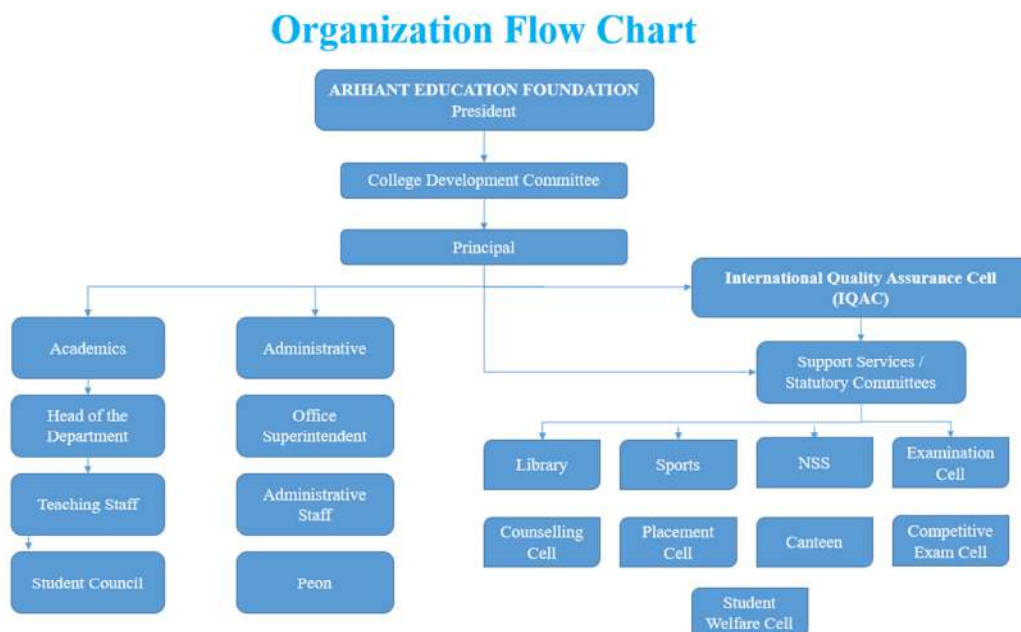 Organization Flow Chart
ARIHANT EDUCATION FOUNDATION
President
College Development Committee
Principal
International Quality Assurance Cell
(IQAC)
Academics
Administrative
Support Services /
Statutory Committees
Head of the
Department
Office
Superintendent
Library
Sports
NSS
Examination
Cell
Teaching Staff
Administrative
Staff
Counselling
Cell
Placement
Cell
Canteen
Competitive
Exam Cell
Student Council
Peon
Student
Welfare Cell